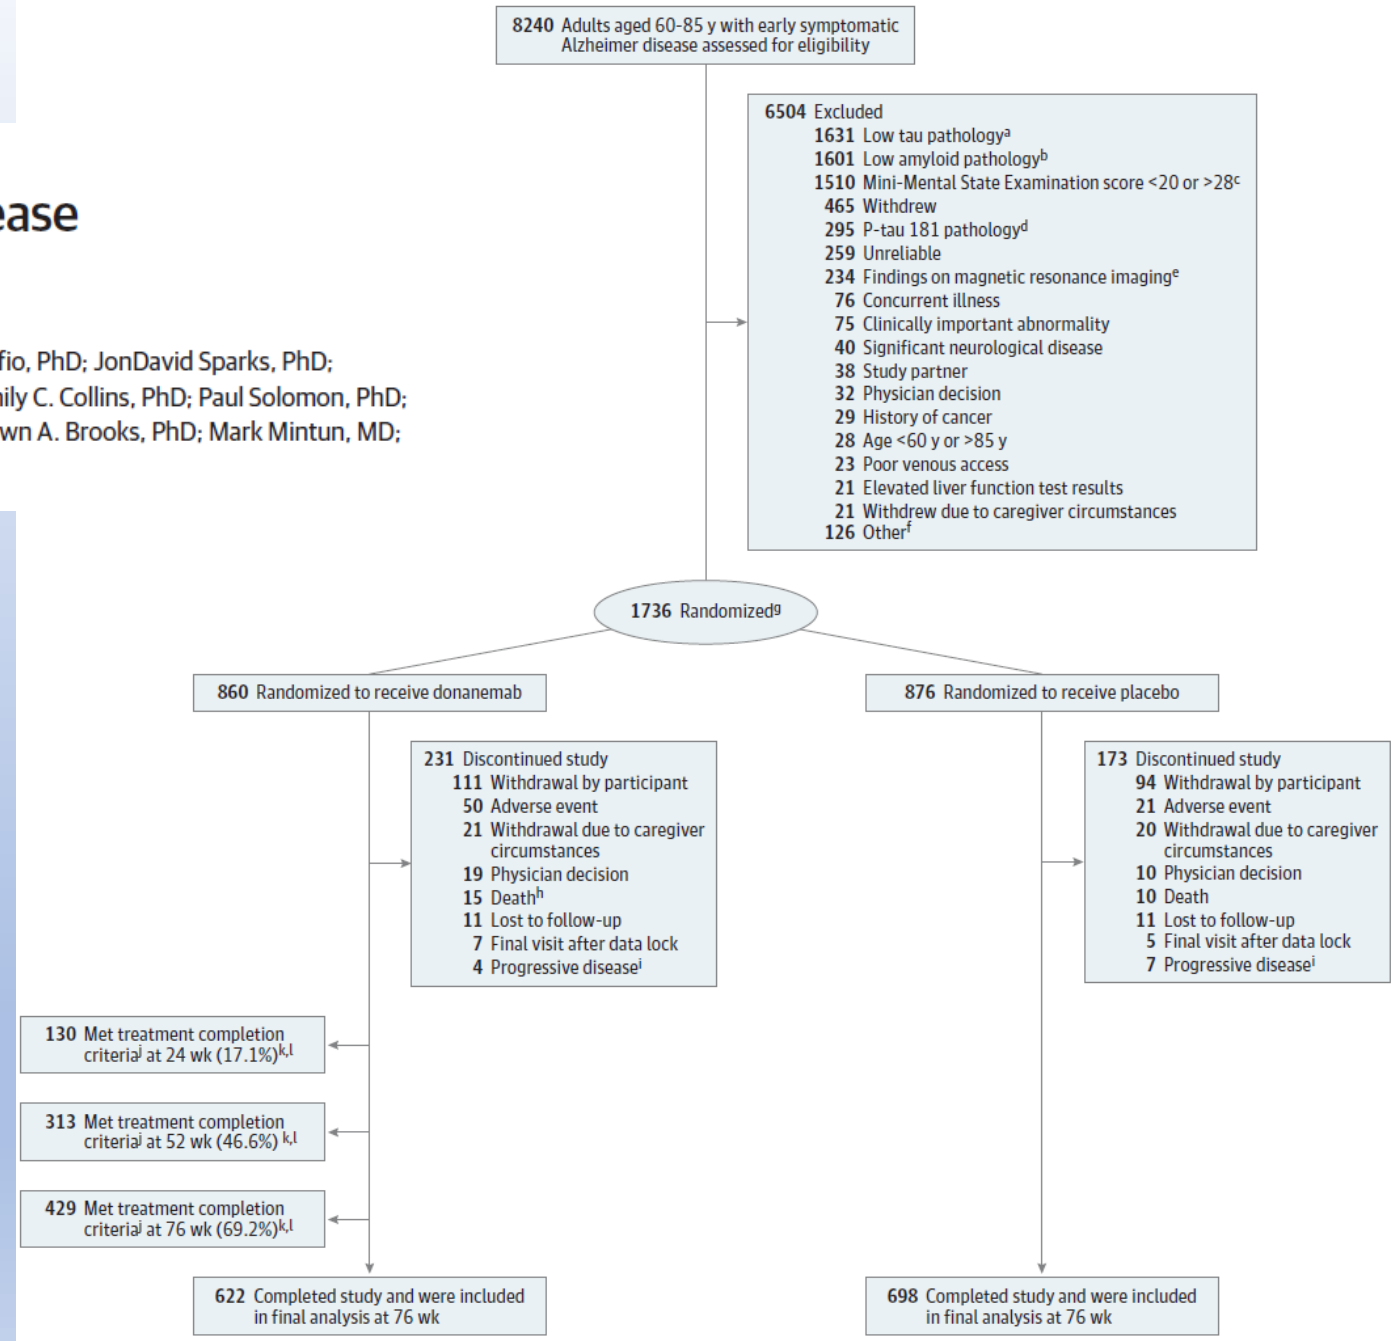 8240 Adults aged 60-85 y with early symptomatic
Alzheimer disease assessed for eligibility
6504 Excluded
1631 Low tau pathologyᵃ
1601 Low amyloid pathologyᵇ
1510 Mini-Mental State Examination score <20 or >28ᶜ
465 Withdrew
295 P-tau 181 pathologyᵈ
259 Unreliable
234 Findings on magnetic resonance imagingᵉ
76 Concurrent illness
75 Clinically important abnormality
40 Significant neurological disease
38 Study partner
32 Physician decision
29 History of cancer
28 Age <60 y or >85 y
23 Poor venous access
21 Elevated liver function test results
21 Withdrew due to caregiver circumstances
126 Otherᶠ
ease
fio, PhD; JonDavid Sparks, PhD;
nily C. Collins, PhD; Paul Solomon, PhD;
wn A. Brooks, PhD; Mark Mintun, MD;
1736 Randomizedᵍ
860 Randomized to receive donanemab
231 Discontinued study
111 Withdrawal by participant
50 Adverse event
21 Withdrawal due to caregiver
circumstances
19 Physician decision
15 Deathʰ
11 Lost to follow-up
7 Final visit after data lock
4 Progressive diseaseⁱ
130 Met treatment completion
criteriaʲ at 24 wk (17.1%)ᵏ,ˡ
313 Met treatment completion
criteriaʲ at 52 wk (46.6%) ᵏ,ˡ
429 Met treatment completion
criteriaʲ at 76 wk (69.2%)ᵏ,ˡ
622 Completed study and were included
in final analysis at 76 wk
876 Randomized to receive placebo
173 Discontinued study
94 Withdrawal by participant
21 Adverse event
20 Withdrawal due to caregiver
circumstances
10 Physician decision
10 Death
11 Lost to follow-up
5 Final visit after data lock
7 Progressive diseaseⁱ
698 Completed study and were included
in final analysis at 76 wk